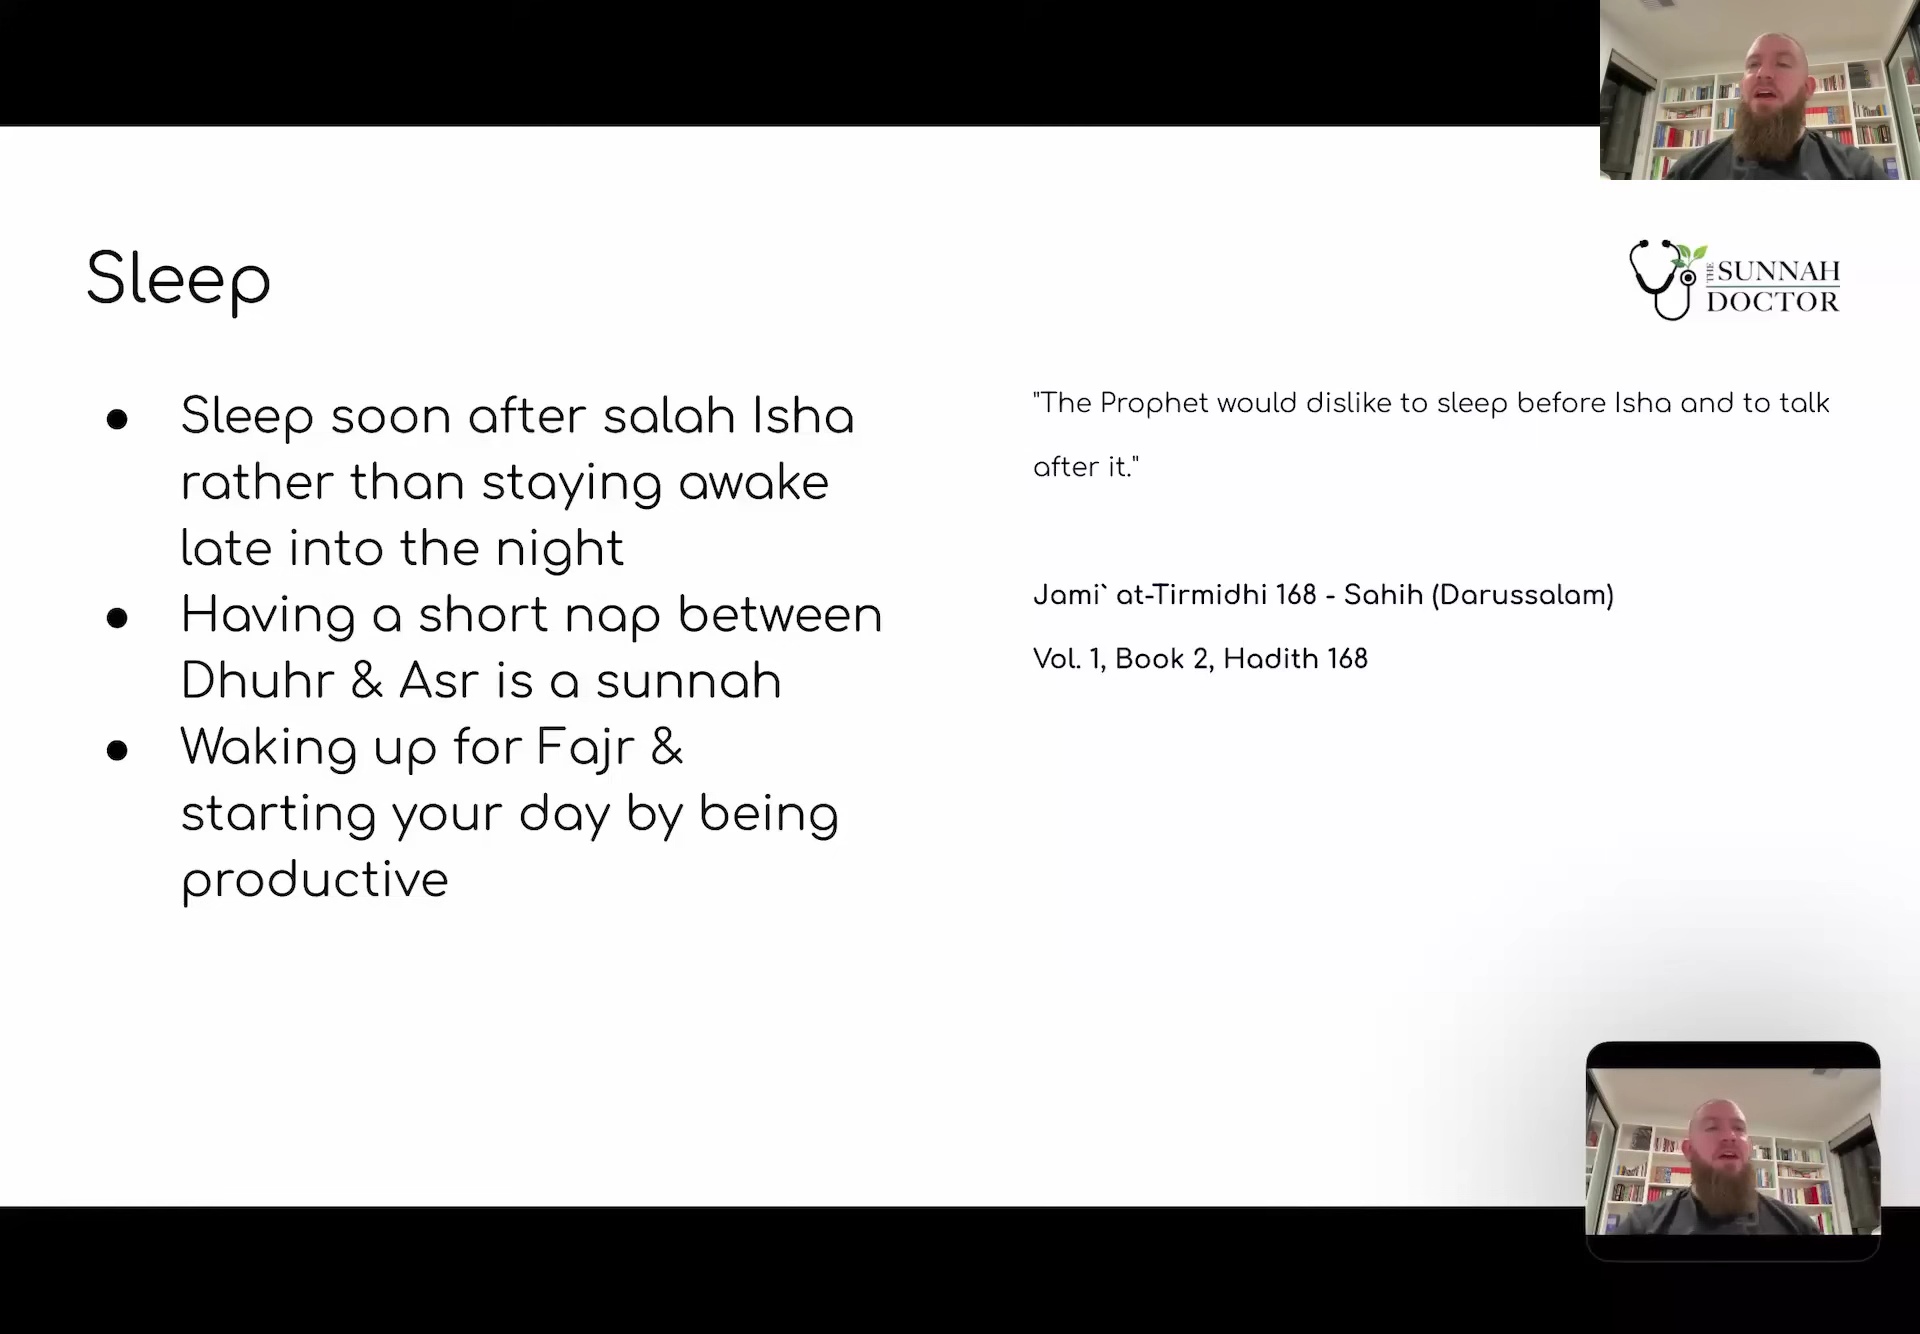 Sleep
THE SUNNAH
DOCTOR
● Sleep soon after salah Isha
rather than staying awake
late into the night
● Having a short nap between
Dhuhr & Asr is a sunnah
● Waking up for Fajr &
starting your day by being
productive
"The Prophet would dislike to sleep before Isha and to talk
after it."
Jami` at-Tirmidhi 168 - Sahih (Darussalam)
Vol. 1, Book 2, Hadith 168